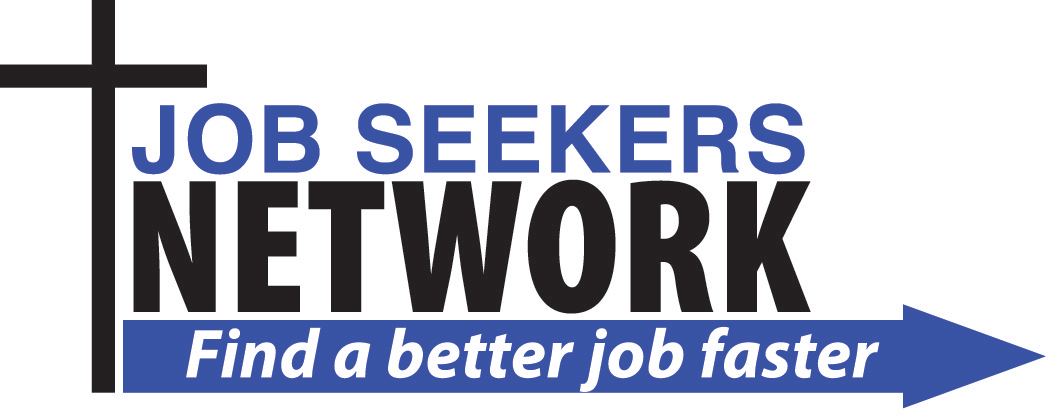 JOB SEEKERS
NETWORK
Find a better job faster